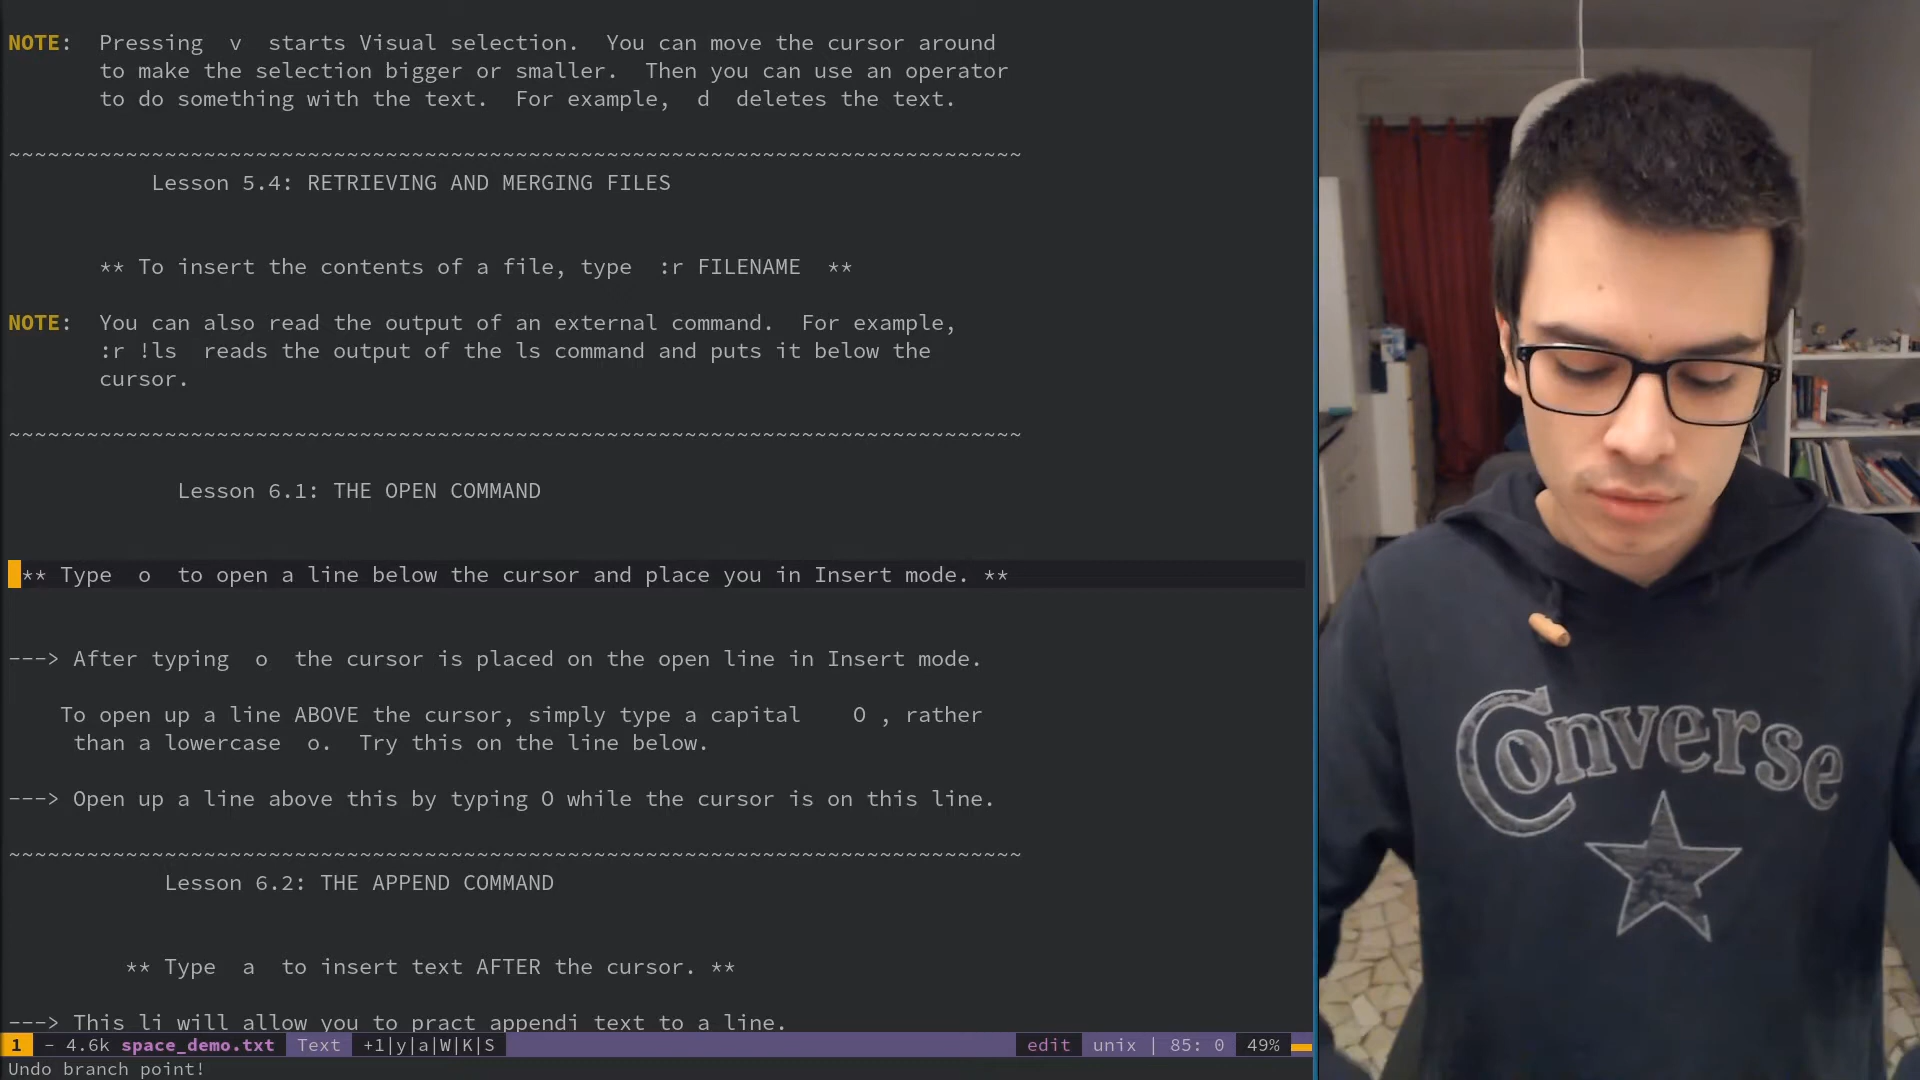 NOTE:  Pressing  v  starts Visual selection.  You can move the cursor around
to make the selection bigger or smaller.  Then you can use an operator
to do something with the text.  For example,  d  deletes the text.
~~~~~~~~~~~~~~~~~~~~~~~~~~~~~~~~~~~~~~~~~~~~~~~~~~~~~~~~~~~~~~~~~~~~~~~~~~~~~~
Lesson 5.4: RETRIEVING AND MERGING FILES
** To insert the contents of a file, type  :r FILENAME  **
NOTE:  You can also read the output of an external command.  For example,
:r !ls  reads the output of the ls command and puts it below the
cursor.
~~~~~~~~~~~~~~~~~~~~~~~~~~~~~~~~~~~~~~~~~~~~~~~~~~~~~~~~~~~~~~~~~~~~~~~~~~~~~~
Lesson 6.1: THE OPEN COMMAND
** Type  o  to open a line below the cursor and place you in Insert mode. **
---> After typing  o  the cursor is placed on the open line in Insert mode.
To open up a line ABOVE the cursor, simply type a capital    O , rather
than a lowercase  o.  Try this on the line below.
---> Open up a line above this by typing O while the cursor is on this line.
~~~~~~~~~~~~~~~~~~~~~~~~~~~~~~~~~~~~~~~~~~~~~~~~~~~~~~~~~~~~~~~~~~~~~~~~~~~~~~
Lesson 6.2: THE APPEND COMMAND
** Type  a  to insert text AFTER the cursor. **
---> This li will allow you to pract appendi text to a line.
1 - 4.6k space_demo.txt Text +1|y|a|W|K|S edit unix | 85: 0 49%
Undo branch point!
Converse